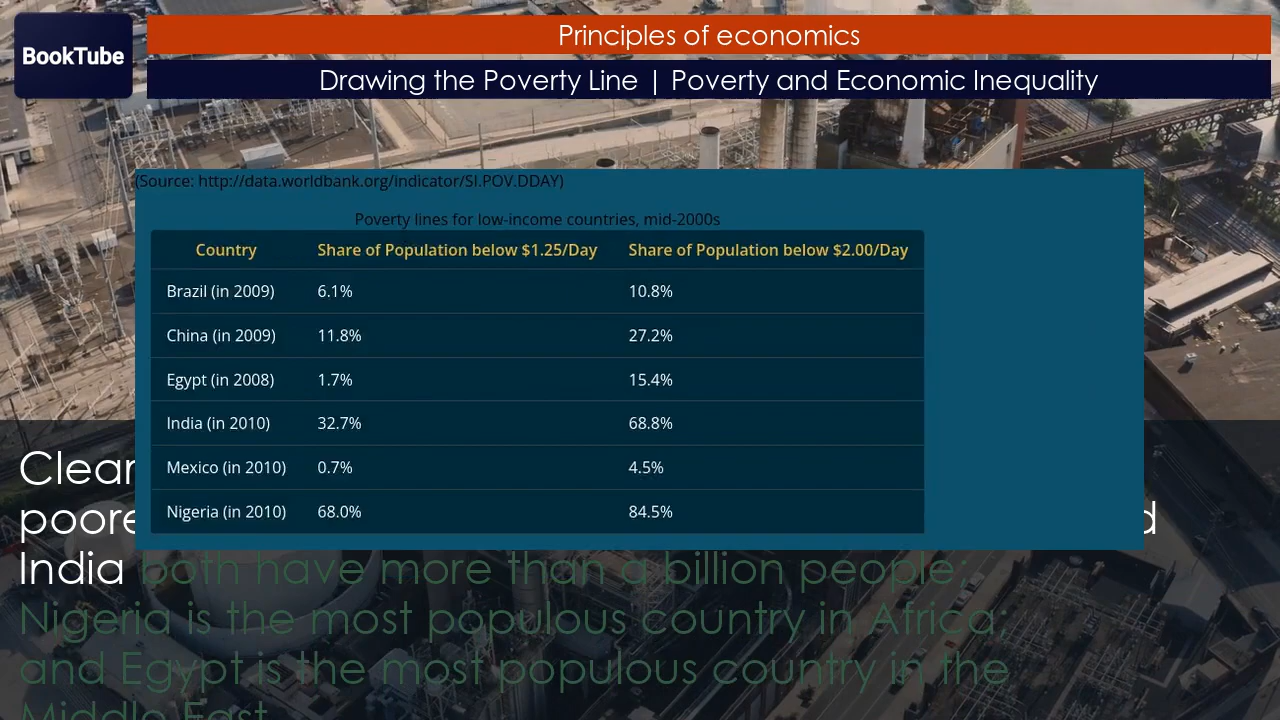 BookTube
Principles of economics
Drawing the Poverty Line | Poverty and Economic Inequality
(Source: http://data.worldbank.org/indicator/SI.POV.DDAY)
Poverty lines for low-income countries, mid-2000s
Country Share of Population below $1.25/Day Share of Population below $2.00/Day
Brazil (in 2009) 6.1% 10.8%
China (in 2009) 11.8% 27.2%
Egypt (in 2008) 1.7% 15.4%
India (in 2010) 32.7% 68.8%
Mexico (in 2010) 0.7% 4.5%
Nigeria (in 2010) 68.0% 84.5%
India both have more than a billion people;
Nigeria is the most populous country in Africa;
and Egypt is the most populous country in the
Middle East.